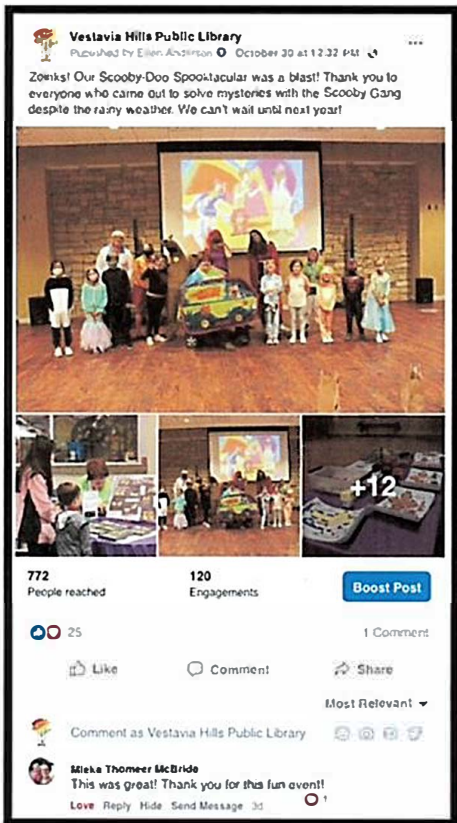 Vestavia Hills Public Library
Published by Ellen Anderson October 30 at 12:32 PM
Zoinks! Our Scooby-Doo Spooktacular was a blast! Thank you to
everyone who came out to solve mysteries with the Scooby Gang
despite the rainy weather. We can't wait until next year!
+12
772
People reached
120
Engagements
Boost Post
25
1 Comment
Like
Comment
Share
Most Relevant
Comment as Vestavia Hills Public Library
Mieka Thomeer McBride
This was great! Thank you for this fun event!
Love Reply Hide Send Message 3d
1